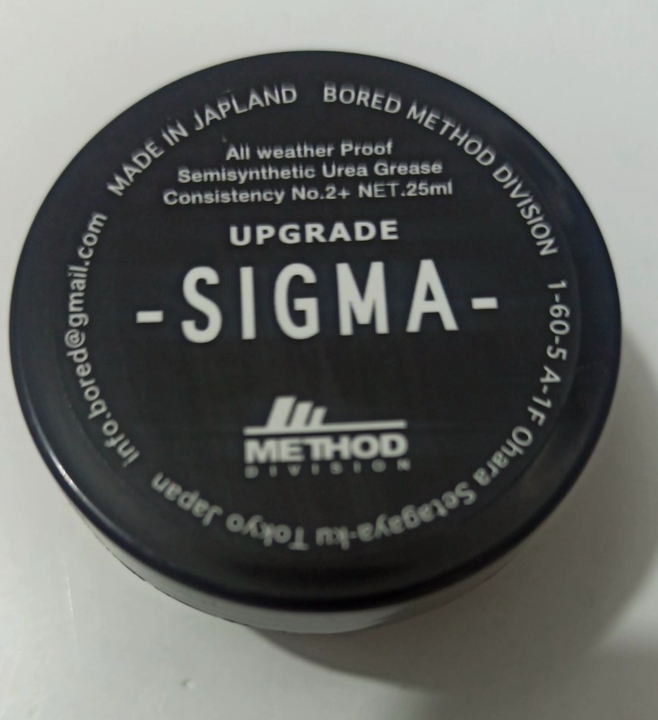 MADE IN JAPLAND BORED METHOD DIVISION 1-60-5 A-1F Ohara Setagaya-ku Tokyo Japan info.bored@gmail.com
All weather Proof
Semisynthetic Urea Grease
Consistency No.2+ NET.25ml
UPGRADE
-SIGMA-
METHOD
DIVISION